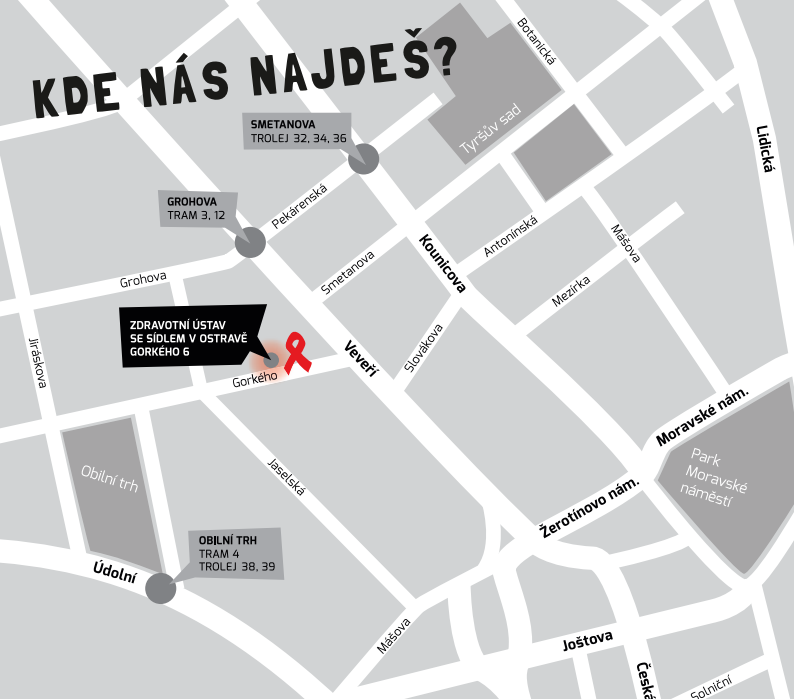 KDE NÁS NAJDEŠ?
Botanická
Tyršův sad
SMETANOVA
TROLEJ 32, 34, 36
Lidická
GROHOVA
TRAM 3, 12
Pekárenská
Smetanova
Kounicova
Antonínská
Mášova
Mezírka
Grohova
ZDRAVOTNÍ ÚSTAV
SE SÍDLEM V OSTRAVĚ
GORKÉHO 6
Jiráskova
Gorkého
Veveří
Slovákova
Moravské nám.
Park
Moravské
náměstí
Obilní trh
Jaselská
Žerotínovo nám.
OBILNÍ TRH
TRAM 4
TROLEJ 38, 39
Údolní
Mášova
Joštova
Česká
Solniční